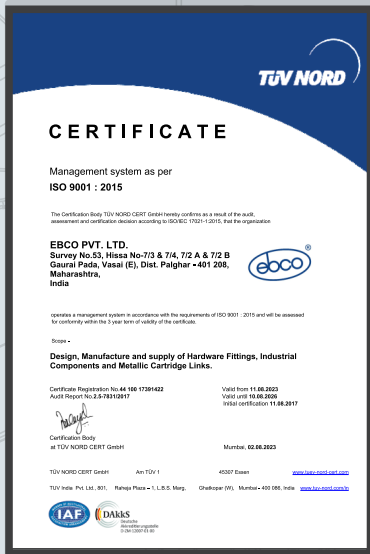 TÜV NORD
CERTIFICATE
Management system as per
ISO 9001 : 2015
The Certification Body TÜV NORD CERT GmbH hereby confirms as a result of the audit,
assessment and certification decision according to ISO/IEC 17021-1:2015, that the organization
EBCO PVT. LTD.
Survey No.53, Hissa No-7/3 & 7/4, 7/2 A & 7/2 B
Gaurai Pada, Vasai (E), Dist. Palghar - 401 208,
Maharashtra,
India
ebco®
operates a management system in accordance with the requirements of ISO 9001 : 2015 and will be assessed
for conformity within the 3 year term of validity of the certificate.
Scope -
Design, Manufacture and supply of Hardware Fittings, Industrial
Components and Metallic Cartridge Links.
Certificate Registration No.44 100 17391422 Valid from 11.08.2023
Audit Report No.2.5-7831/2017 Valid until 10.08.2026
Initial certification 11.08.2017
Certification Body
at TÜV NORD CERT GmbH Mumbai, 02.08.2023
TÜV NORD CERT GmbH Am TÜV 1 45307 Essen www.tuev-nord-cert.com
TÜV India Pvt. Ltd., 801, Raheja Plaza - 1, L.B.S. Marg, Ghatkopar (W), Mumbai - 400 086, India www.tuv-nord.com/in
IAF
DAkkS
Deutsche
Akkreditierungsstelle
D-ZM-12007-01-00